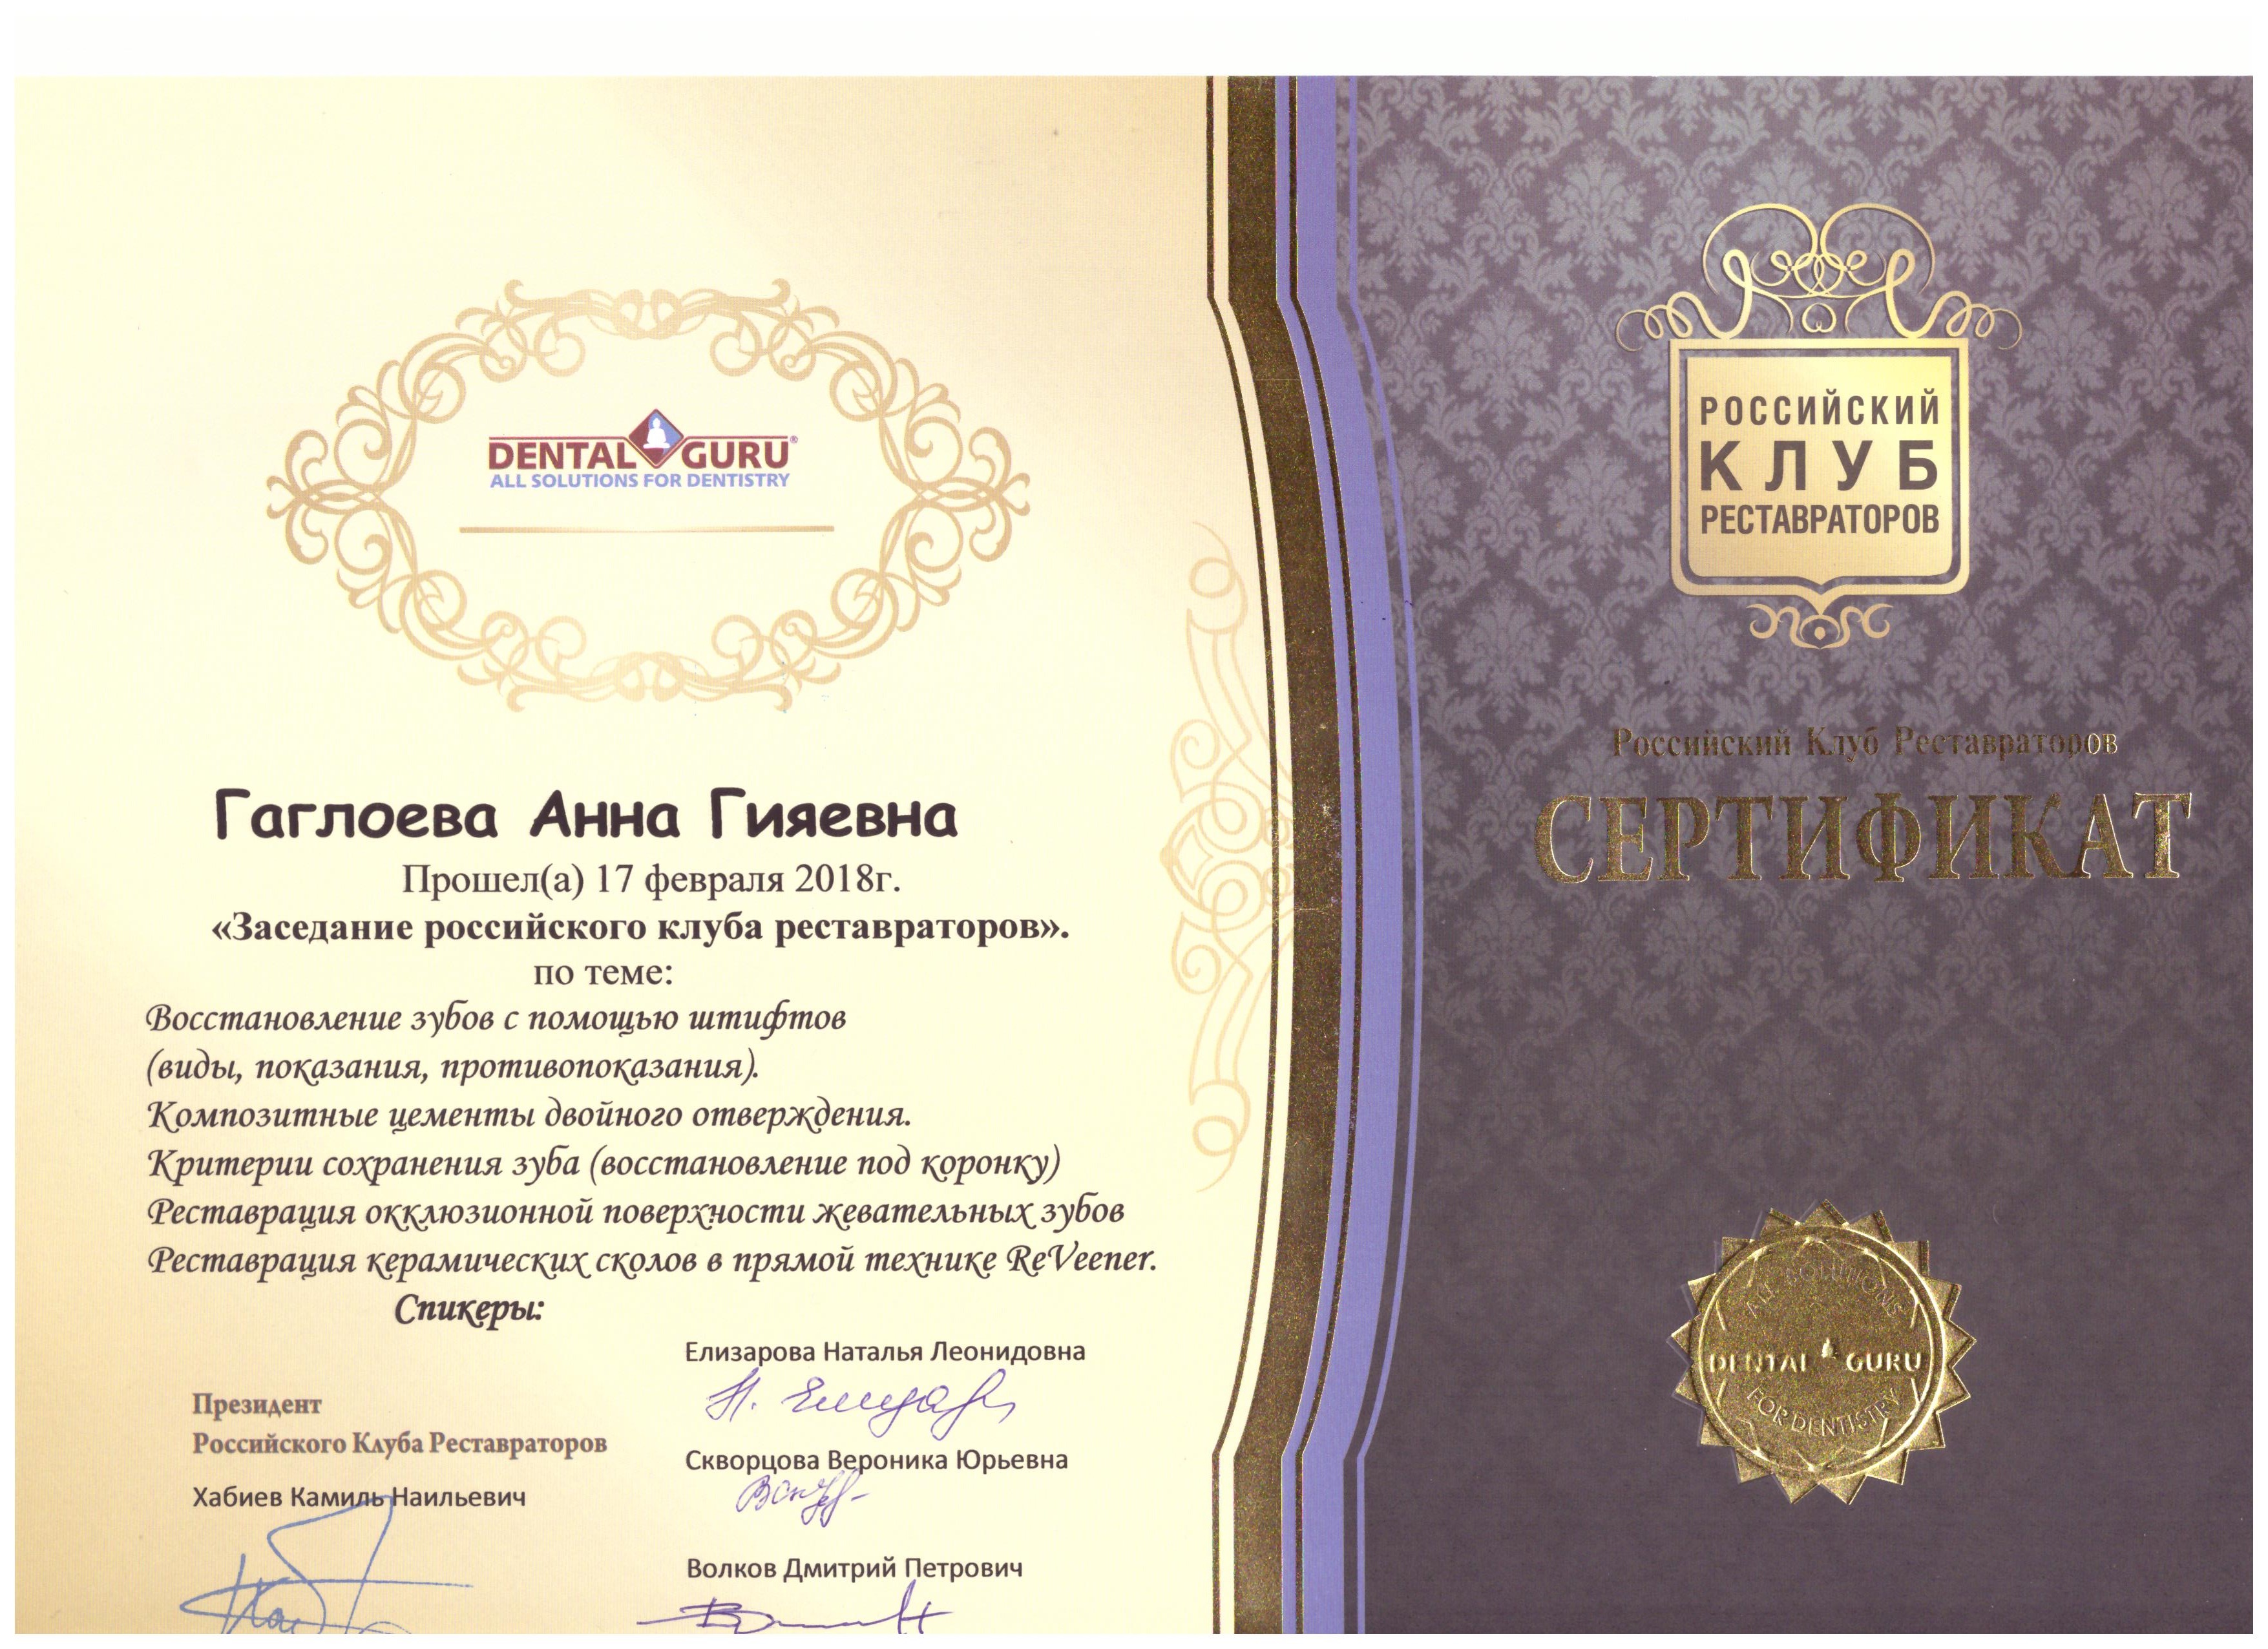 DENTAL GURU®
ALL SOLUTIONS FOR DENTISTRY
Гаглоева Анна Гияевна
Прошел(а) 17 февраля 2018г.
«Заседание российского клуба реставраторов».
по теме:
Восстановление зубов с помощью штифтов
(виды, показания, противопоказания).
Композитные цементы двойного отверждения.
Критерии сохранения зуба (восстановление под коронку)
Реставрация окклюзионной поверхности жевательных зубов
Реставрация керамических сколов в прямой технике ReVeener.
Спикеры:
Елизарова Наталья Леонидовна
Скворцова Вероника Юрьевна
Волков Дмитрий Петрович
Президент
Российского Клуба Реставраторов
Хабиев Камиль Наильевич
РОССИЙСКИЙ
КЛУБ
РЕСТАВРАТОРОВ
Российский Клуб Реставраторов
СЕРТИФИКАТ
ALL SOLUTIONS
DENTAL GURU
FOR DENTISTRY